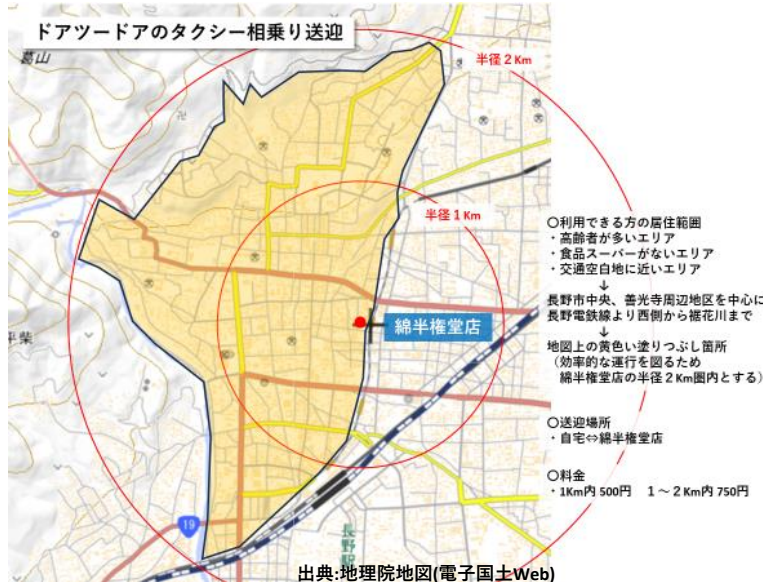 ドアツードアのタクシー相乗り送迎
葛山
半径２Km
半径１Km
綿半権堂店
平柴
19
長野駅
〇利用できる方の居住範囲
・高齢者が多いエリア
・食品スーパーがないエリア
・交通空白地に近いエリア
↓
長野市中央、善光寺周辺地区を中心に
長野電鉄線より西側から裾花川まで
↓
地図上の黄色い塗りつぶし箇所
（効率的な運行を図るため
綿半権堂店の半径２Km圏内とする）
〇送迎場所
・自宅⇔綿半権堂店
〇料金
・1Km内 500円　１～２Km内 750円
出典:地理院地図(電子国土Web)